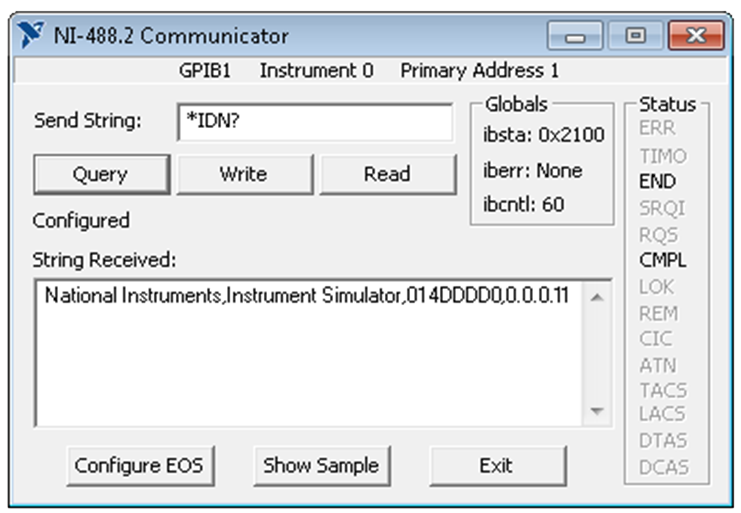 NI-488.2 Communicator
GPIB1 Instrument 0 Primary Address 1
Send String: *IDN?
Query Write Read
Configured
Globals
ibsta: 0x2100
iberr: None
ibcntl: 60
Status
ERR
TIMO
END
SRQI
RQS
CMPL
LOK
REM
CIC
ATN
TACS
LACS
DTAS
DCAS
String Received:
National Instruments,Instrument Simulator,014DDDD0,0.0.0.11
Configure EOS Show Sample Exit